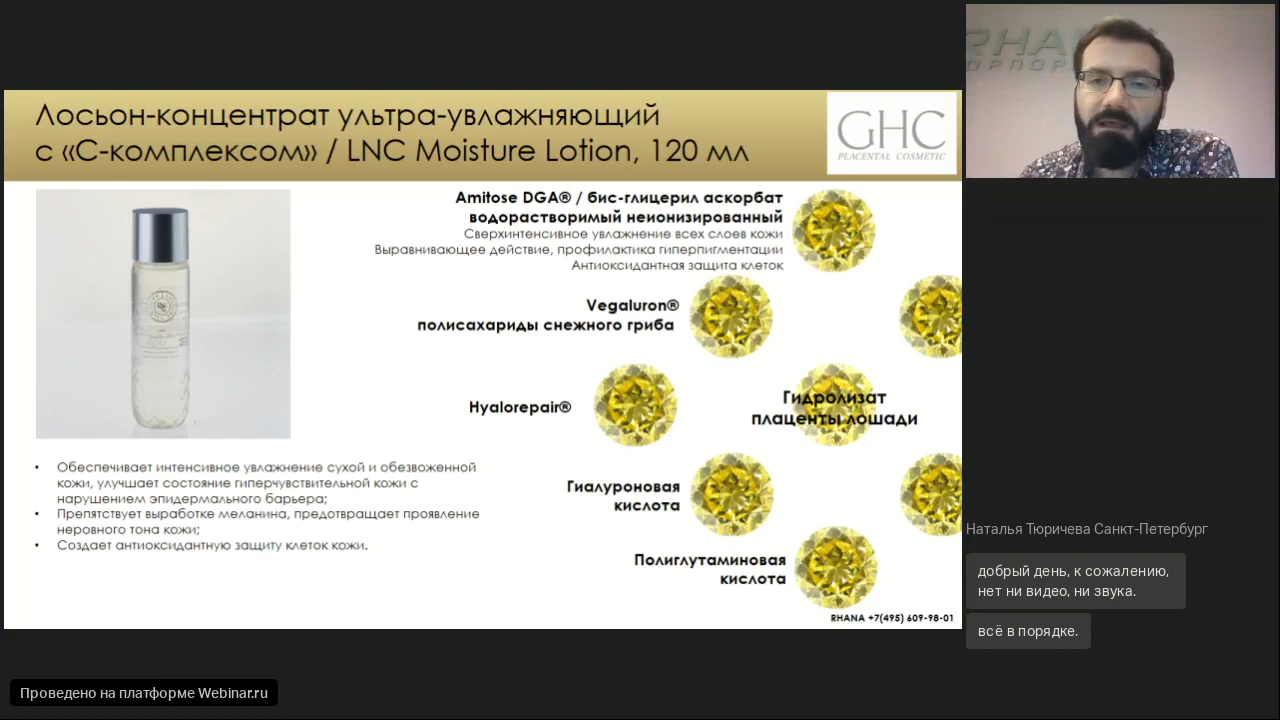 Лосьон-концентрат ультра-увлажняющий
с «С-комплексом» / LNC Moisture Lotion, 120 мл
GHC
PLACENTAL COSMETIC
Amitose DGA® / бис-глицерил аскорбат
водорастворимый неионизированный
Сверхинтенсивное увлажнение всех слоев кожи
Выравнивающее действие, профилактика гиперпигментации
Антиоксидантная защита клеток
Vegaluron®
полисахариды снежного гриба
Hyalorepair®
Гидролизат
плаценты лошади
Гиалуроновая
кислота
Полиглутаминовая
кислота
• Обеспечивает интенсивное увлажнение сухой и обезвоженной
кожи, улучшает состояние гиперчувствительной кожи с
нарушением эпидермального барьера;
• Препятствует выработке меланина, предотвращает проявление
неровного тона кожи;
• Создает антиоксидантную защиту клеток кожи.
RHANA +7(495) 609-98-01
Наталья Тюричева Санкт-Петербург
добрый день, к сожалению,
нет ни видео, ни звука.
всё в порядке.
Проведено на платформе Webinar.ru